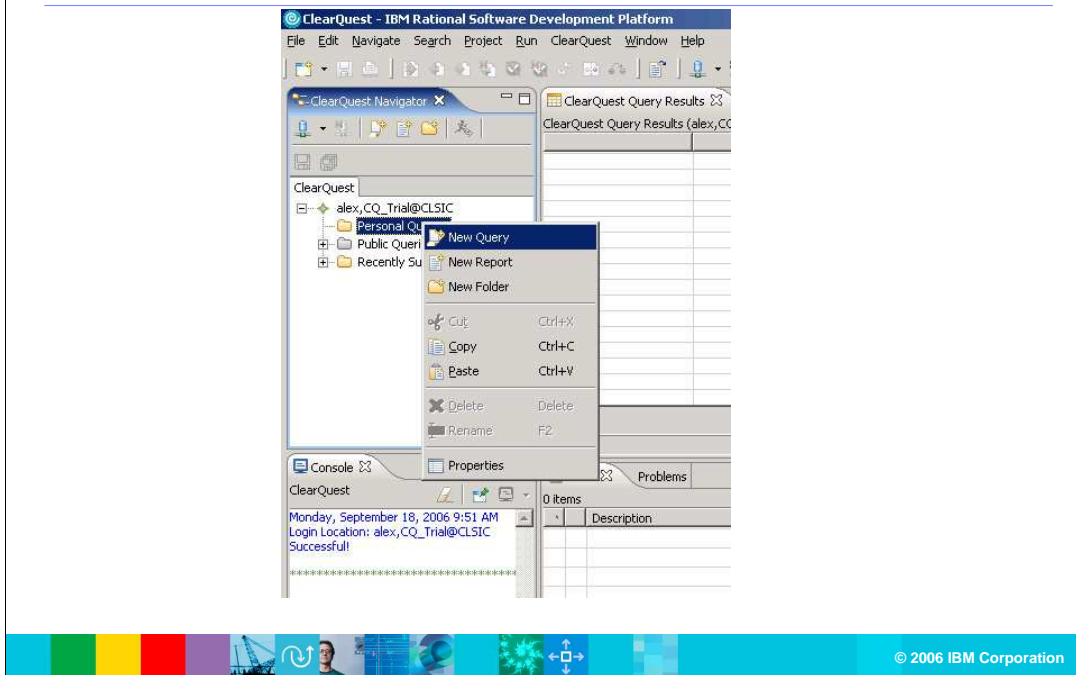 ClearQuest - IBM Rational Software Development Platform
File Edit Navigate Search Project Run ClearQuest Window Help
ClearQuest Navigator
ClearQuest Query Results
ClearQuest Query Results (alex,CQ
ClearQuest
alex,CQ_Trial@CLSIC
Personal Qu
Public Queri
Recently Su
New Query
New Report
New Folder
Cut Ctrl+X
Copy Ctrl+C
Paste Ctrl+V
Delete Delete
Rename F2
Properties
Console
Problems
ClearQuest
0 items
Description
Monday, September 18, 2006 9:51 AM
Login Location: alex,CQ_Trial@CLSIC
Successful!
© 2006 IBM Corporation